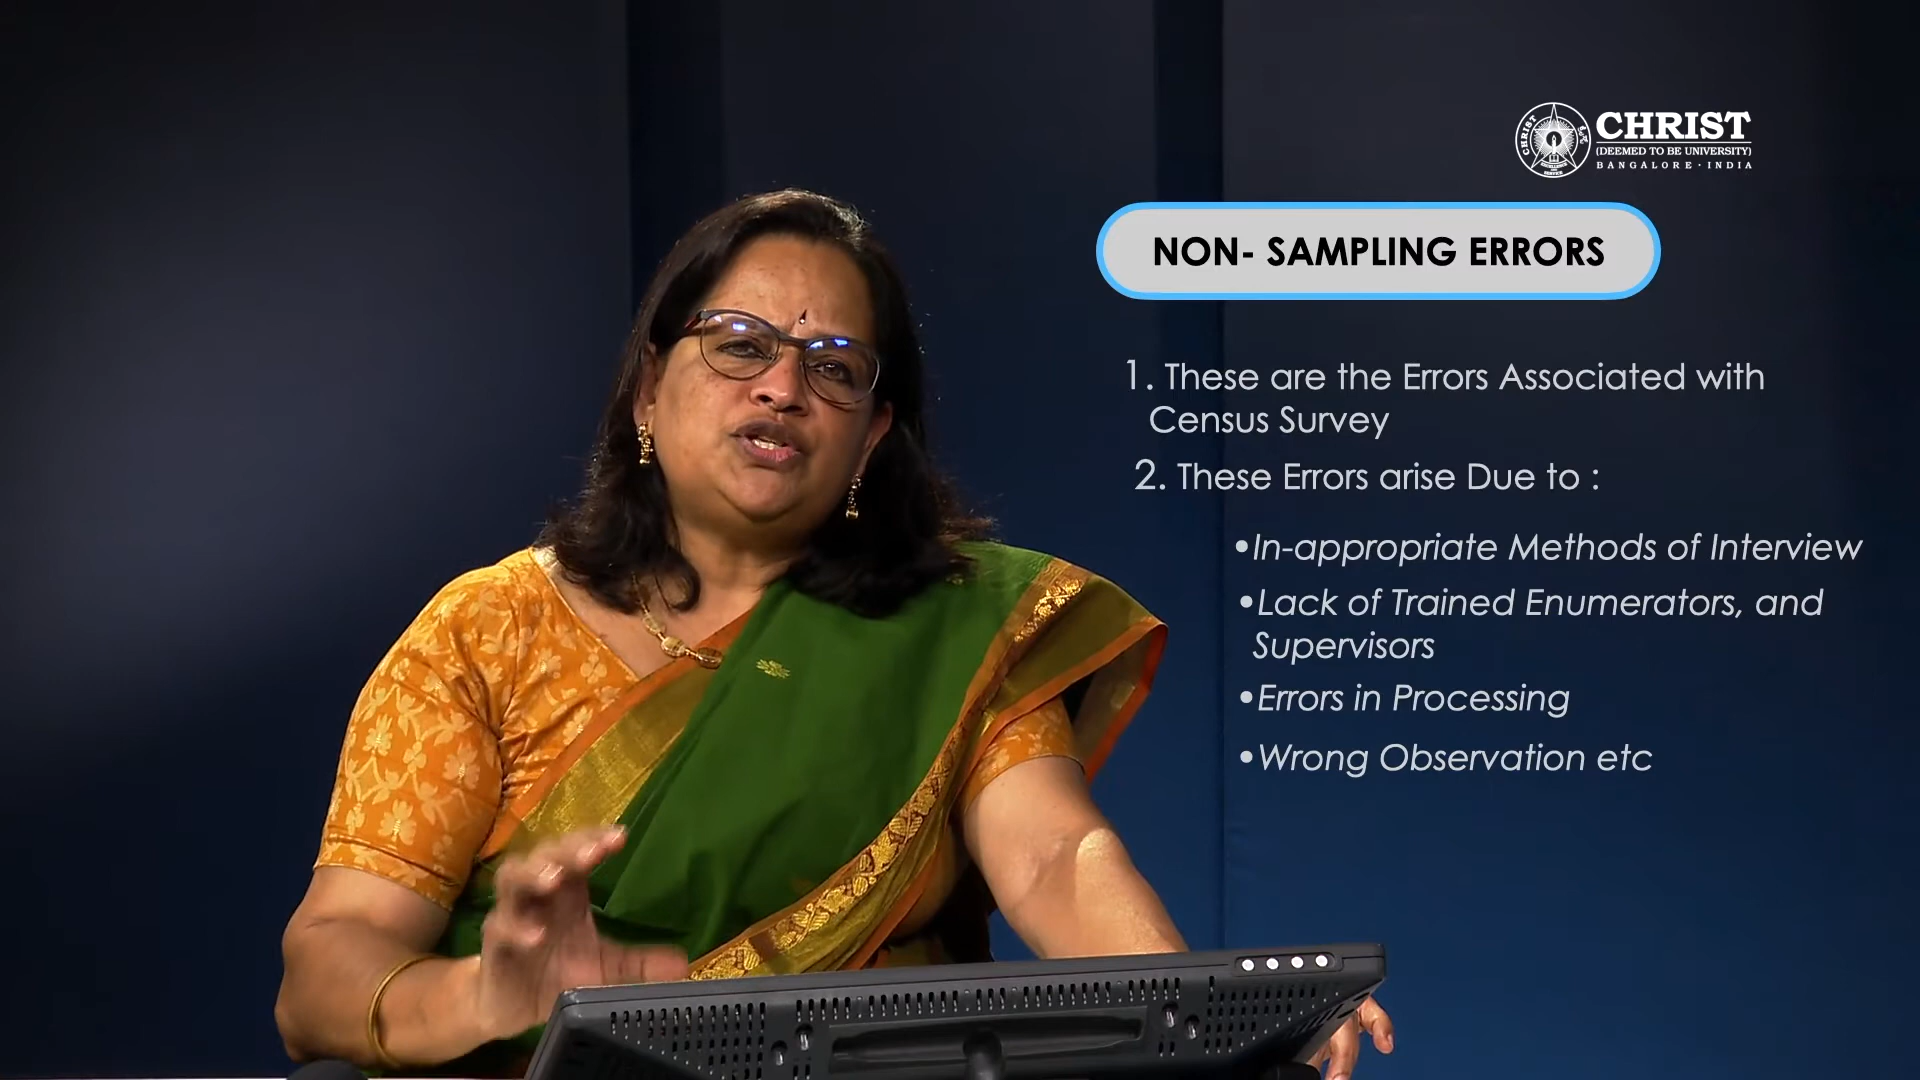 CHRIST
CHRIST
(DEEMED TO BE UNIVERSITY)
BANGALORE · INDIA
NON- SAMPLING ERRORS
1. These are the Errors Associated with
Census Survey
2. These Errors arise Due to :
•In-appropriate Methods of Interview
•Lack of Trained Enumerators, and
Supervisors
•Errors in Processing
•Wrong Observation etc